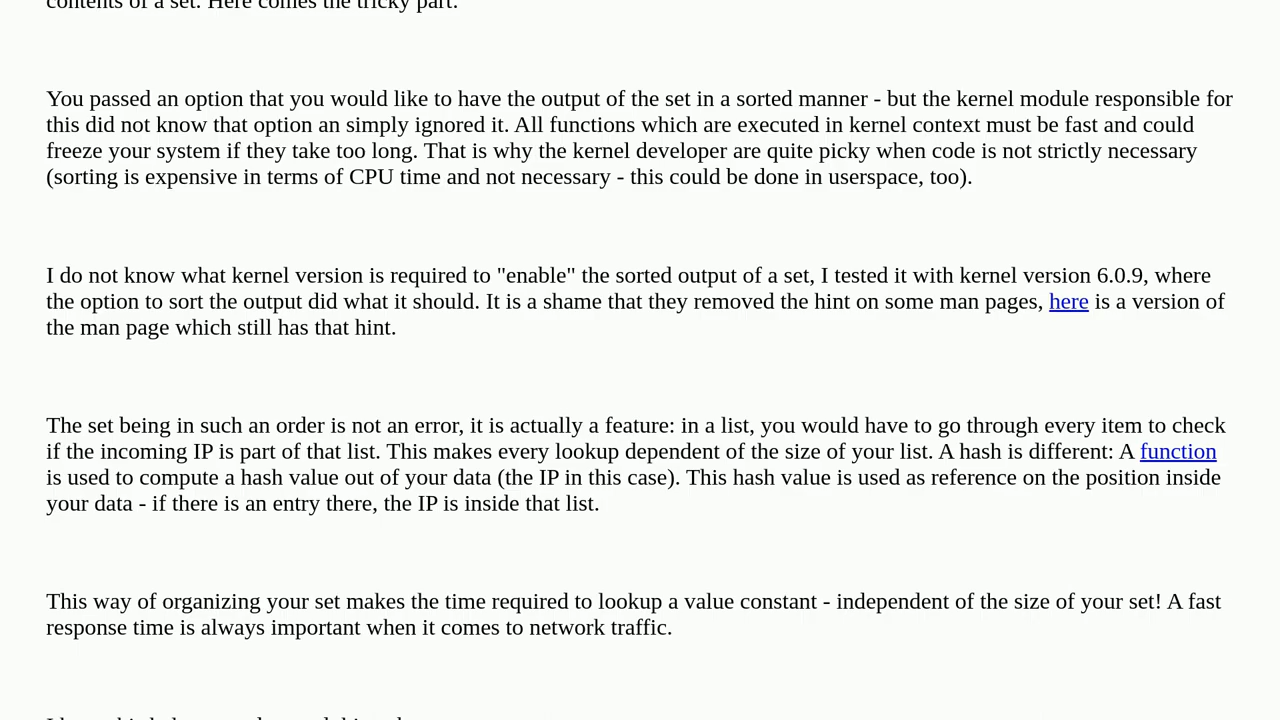 contents of a set. Here comes the tricky part.
You passed an option that you would like to have the output of the set in a sorted manner - but the kernel module responsible for
this did not know that option an simply ignored it. All functions which are executed in kernel context must be fast and could
freeze your system if they take too long. That is why the kernel developer are quite picky when code is not strictly necessary
(sorting is expensive in terms of CPU time and not necessary - this could be done in userspace, too).
I do not know what kernel version is required to "enable" the sorted output of a set, I tested it with kernel version 6.0.9, where
the option to sort the output did what it should. It is a shame that they removed the hint on some man pages, here is a version of
the man page which still has that hint.
The set being in such an order is not an error, it is actually a feature: in a list, you would have to go through every item to check
if the incoming IP is part of that list. This makes every lookup dependent of the size of your list. A hash is different: A function
is used to compute a hash value out of your data (the IP in this case). This hash value is used as reference on the position inside
your data - if there is an entry there, the IP is inside that list.
This way of organizing your set makes the time required to lookup a value constant - independent of the size of your set! A fast
response time is always important when it comes to network traffic.